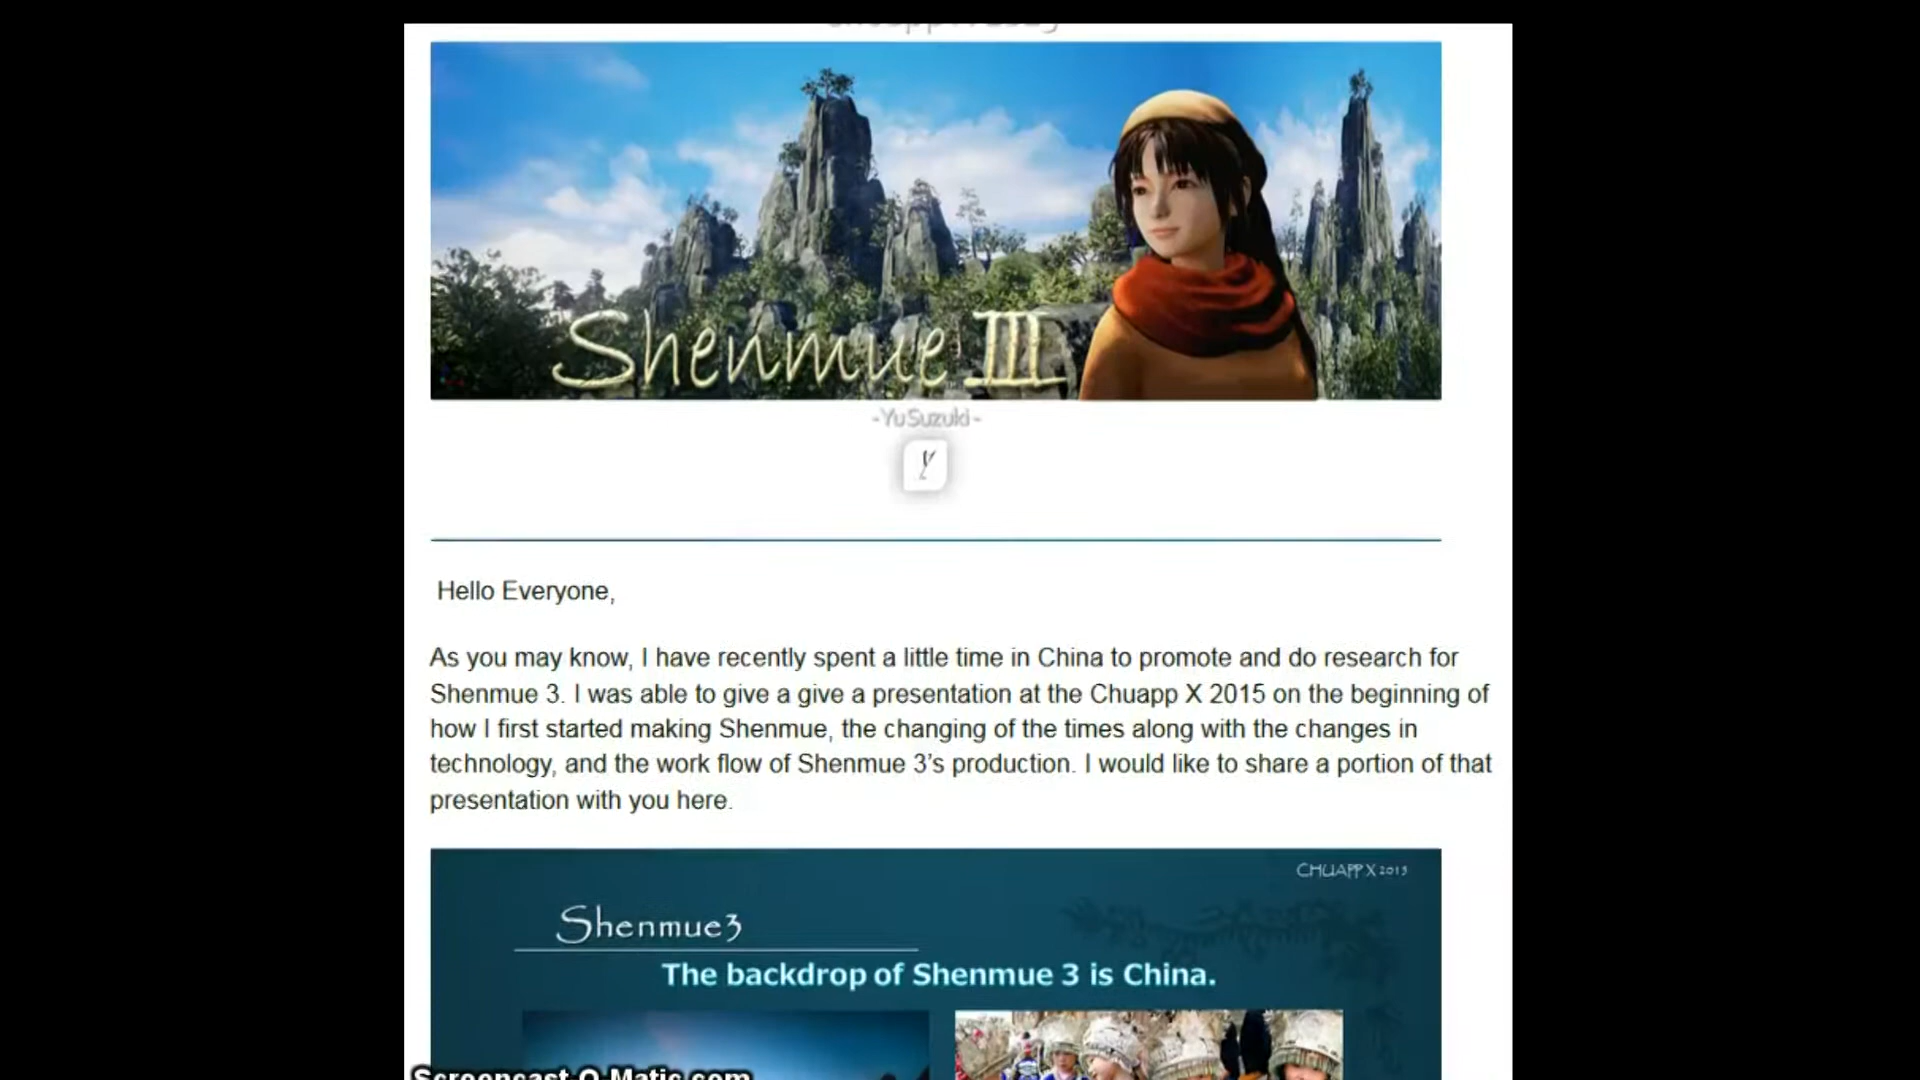 Shenmue III
-Yu Suzuki-
Y
Hello Everyone,
As you may know, I have recently spent a little time in China to promote and do research for
Shenmue 3. I was able to give a give a presentation at the Chuapp X 2015 on the beginning of
how I first started making Shenmue, the changing of the times along with the changes in
technology, and the work flow of Shenmue 3’s production. I would like to share a portion of that
presentation with you here.
CHUAPP X 2015
Shenmue3
The backdrop of Shenmue 3 is China.
Screencast-O-Matic.com